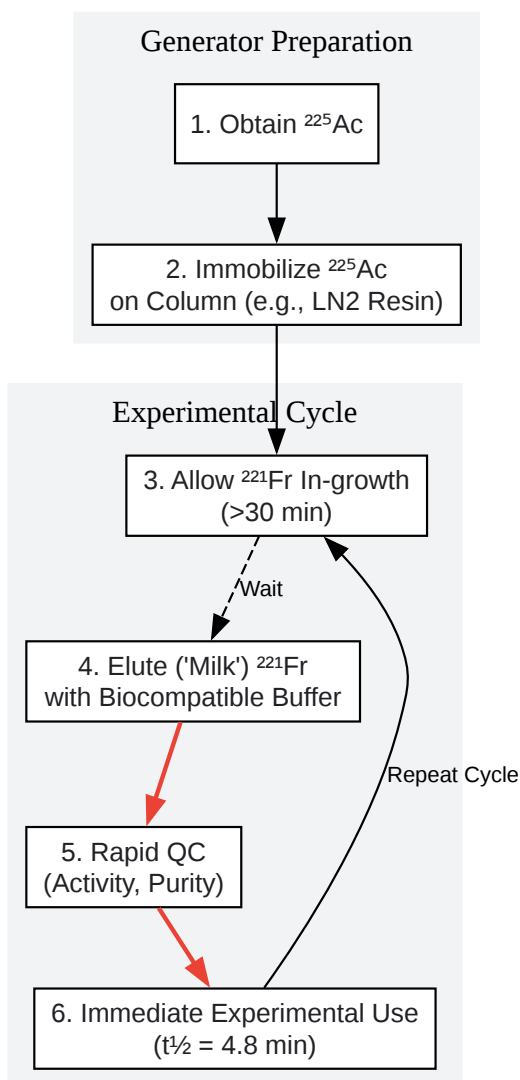 Generator Preparation
1. Obtain ²²⁵Ac
2. Immobilize ²²⁵Ac
on Column (e.g., LN2 Resin)
Experimental Cycle
3. Allow ²²¹Fr In-growth
(>30 min)
Wait
4. Elute ('Milk') ²²¹Fr
with Biocompatible Buffer
Repeat Cycle
5. Rapid QC
(Activity, Purity)
6. Immediate Experimental Use
(t½ = 4.8 min)